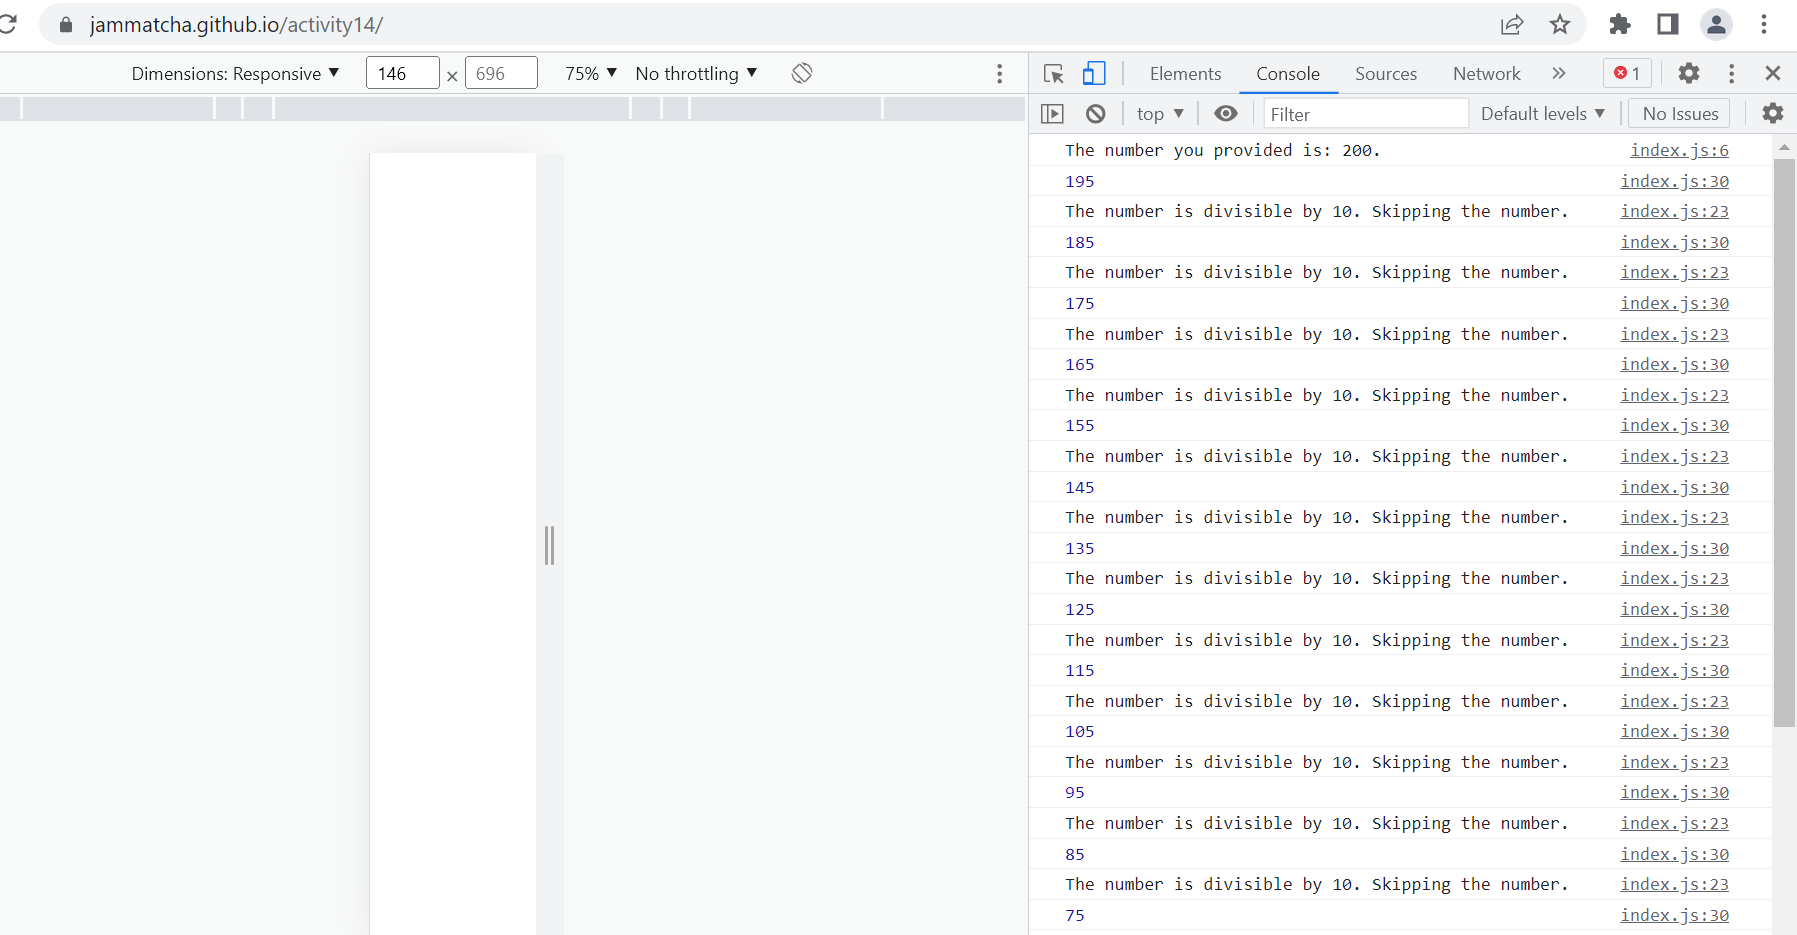 jammatcha.github.io/activity14/
Dimensions: Responsive ▼ 146 × 696 75% ▼ No throttling ▼
Elements Console Sources Network » 1
top ▼ Filter Default levels ▼ No Issues
The number you provided is: 200. index.js:6
195 index.js:30
The number is divisible by 10. Skipping the number. index.js:23
185 index.js:30
The number is divisible by 10. Skipping the number. index.js:23
175 index.js:30
The number is divisible by 10. Skipping the number. index.js:23
165 index.js:30
The number is divisible by 10. Skipping the number. index.js:23
155 index.js:30
The number is divisible by 10. Skipping the number. index.js:23
145 index.js:30
The number is divisible by 10. Skipping the number. index.js:23
135 index.js:30
The number is divisible by 10. Skipping the number. index.js:23
125 index.js:30
The number is divisible by 10. Skipping the number. index.js:23
115 index.js:30
The number is divisible by 10. Skipping the number. index.js:23
105 index.js:30
The number is divisible by 10. Skipping the number. index.js:23
95 index.js:30
The number is divisible by 10. Skipping the number. index.js:23
85 index.js:30
The number is divisible by 10. Skipping the number. index.js:23
75 index.js:30